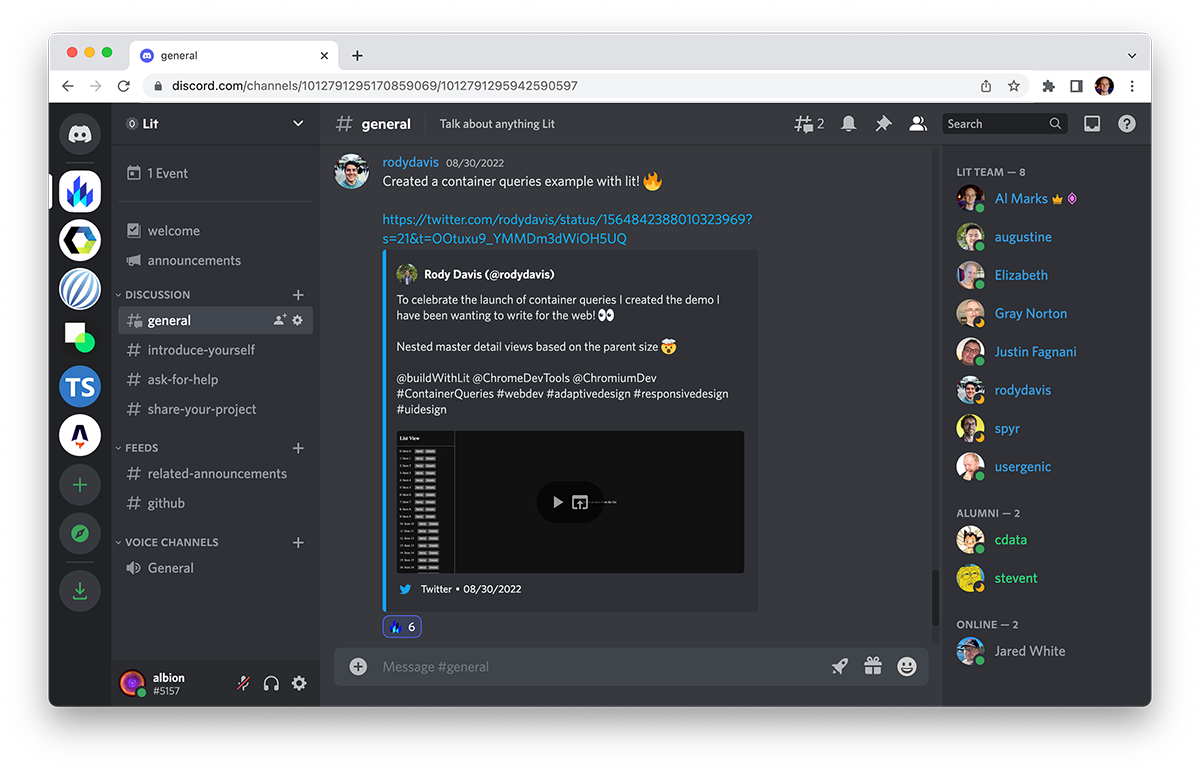 general
discord.com/channels/1012791295170859069/1012791295942590597
Lit
1 Event
welcome
announcements
DISCUSSION
general
introduce-yourself
ask-for-help
share-your-project
FEEDS
related-announcements
github
VOICE CHANNELS
General
TS
albion
#5157
general
Talk about anything Lit
2
Search
rodydavis 08/30/2022
Created a container queries example with lit! 🔥
https://twitter.com/rodydavis/status/1564842388010323969?
s=21&t=OOtuxu9_YMMDm3dWiOH5UQ
Rody Davis (@rodydavis)
To celebrate the launch of container queries I created the demo I
have been wanting to write for the web! 👀
Nested master detail views based on the parent size 🤯
@buildWithLit @ChromeDevTools @ChromiumDev
#ContainerQueries #webdev #adaptivedesign #responsivedesign
#uidesign
List View
Twitter • 08/30/2022
6
Message #general
LIT TEAM — 8
Al Marks
augustine
Elizabeth
Gray Norton
Justin Fagnani
rodydavis
spyr
usergenic
ALUMNI — 2
cdata
stevent
ONLINE — 2
Jared White